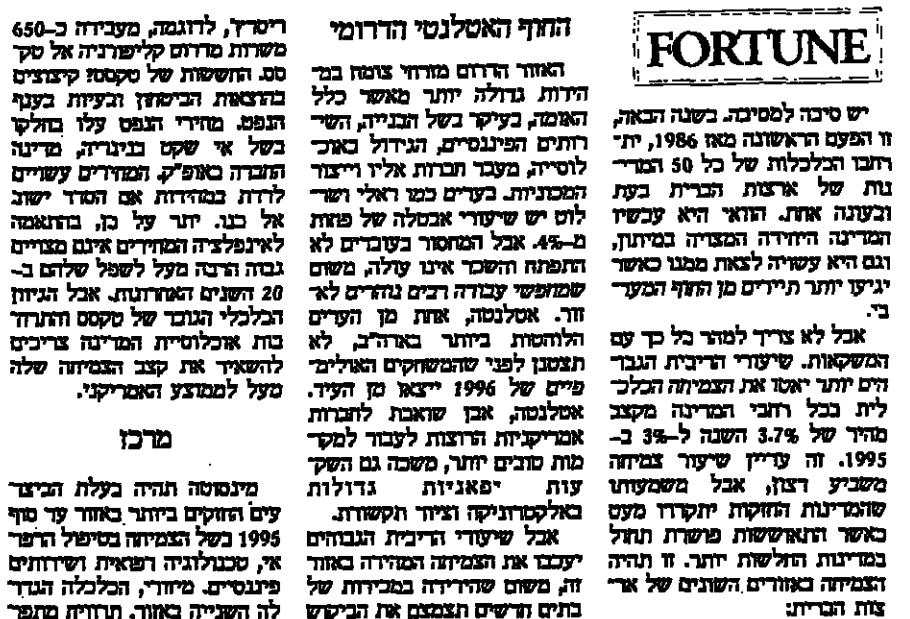 FORTUNE
יש סיבה למסיבה. בשנה הבאה,
זו הפעם הראשונה מאז 1986, ית־
רחבו הכלכלות של כל 50 המדי־
נות של ארצות הברית בעת
ובעונה אחת. הוואי היא עכשיו
המדינה היחידה המצויה במיתון,
וגם היא עשויה לצאת ממנו כאשר
יגיעו יותר תיירים מן החוף המער־
בי.
אבל לא צריך למהר כל כך עם
המשקאות. שיעורי הריבית הגבו־
הים יותר יאטו את הצמיחה הכלכ־
לית בכל רחבי המדינה מקצב
מהיר של 3.7% השנה ל–3% ב–
1995. זה עדיין שיעור צמיחה
משביע רצון, אבל משמעותו
שהמדינות החזקות יתקררו מעט
כאשר התאוששות פושרת תחול
במדינות החלשות יותר. זו תהיה
הצמיחה באזורים השונים של אר־
צות הברית:
החוף האטלנטי הדרומי
האזור הדרום מזרחי צומח במ־
הירות גדולה יותר מאשר כלל
האומה, בעיקר בשל הבנייה, השי־
רותים הפיננסיים, הגידול באוכ־
לוסייה, מעבר חברות אליו וייצור
המכוניות. בערים כמו ראלי ושר־
לוט יש שיעורי אבטלה של פחות
מ–4%. אבל המחסור בעובדים לא
התפתח והשכר אינו עולה, משום
שמחפשי עבודה רבים נוהרים לא־
זור. אטלנטה, אחת מן הערים
הלוהטות ביותר בארה"ב, לא
תצטנן לפני שהמשחקים האולימ־
פיים של 1996 ייצאו מן העיר.
אטלנטה, אבן שואבת לחברות
אמריקניות הרוצות לעבור למקו־
מות טובים יותר, משכה גם השק־
עות יפאניות גדולות
באלקטרוניקה וציוד תקשורת.
אבל שיעורי הריבית הגבוהים
יעכבו את הצמיחה המהירה באזור
זה, משום שהירידה במכירות של
בתים חדשים תצמצם את הביקוש
ריסרץ', לדוגמה, מעבירה כ–650
משרות מדרום קליפורניה אל טק־
סס. החששות של טקסס: קיצוצים
בהוצאות הביטחון ובעיות בענף
הנפט. מחירי הנפט עלו בחלקו
בשל אי שקט בניגריה, מדינה
החברה באופ"ק. המחירים עשויים
לרדת במהירות אם הסדר ישוב
אל כנו. יתר על כן, בהתאמה
לאינפלציה המחירים אינם מצויים
גבוה הרבה מעל לשפל שלהם ב–
20 השנים האחרונות. אבל הגיוון
הכלכלי הגובר של טקסס והתרח־
בות אוכלוסיית המדינה צריכים
להשאיר את קצב הצמיחה שלה
מעל לממוצע האמריקני.
מרכז
מינסוטה תהיה בעלת הביצו־
עים החזקים ביותר באזור עד סוף
1995 בשל הצמיחה בטיפול הרפו־
אי, טכנולוגיה רפואית ושירותים
פיננסיים. מיזורי, הכלכלה הגדו־
לה השנייה באזור, תרוויח מתפו־